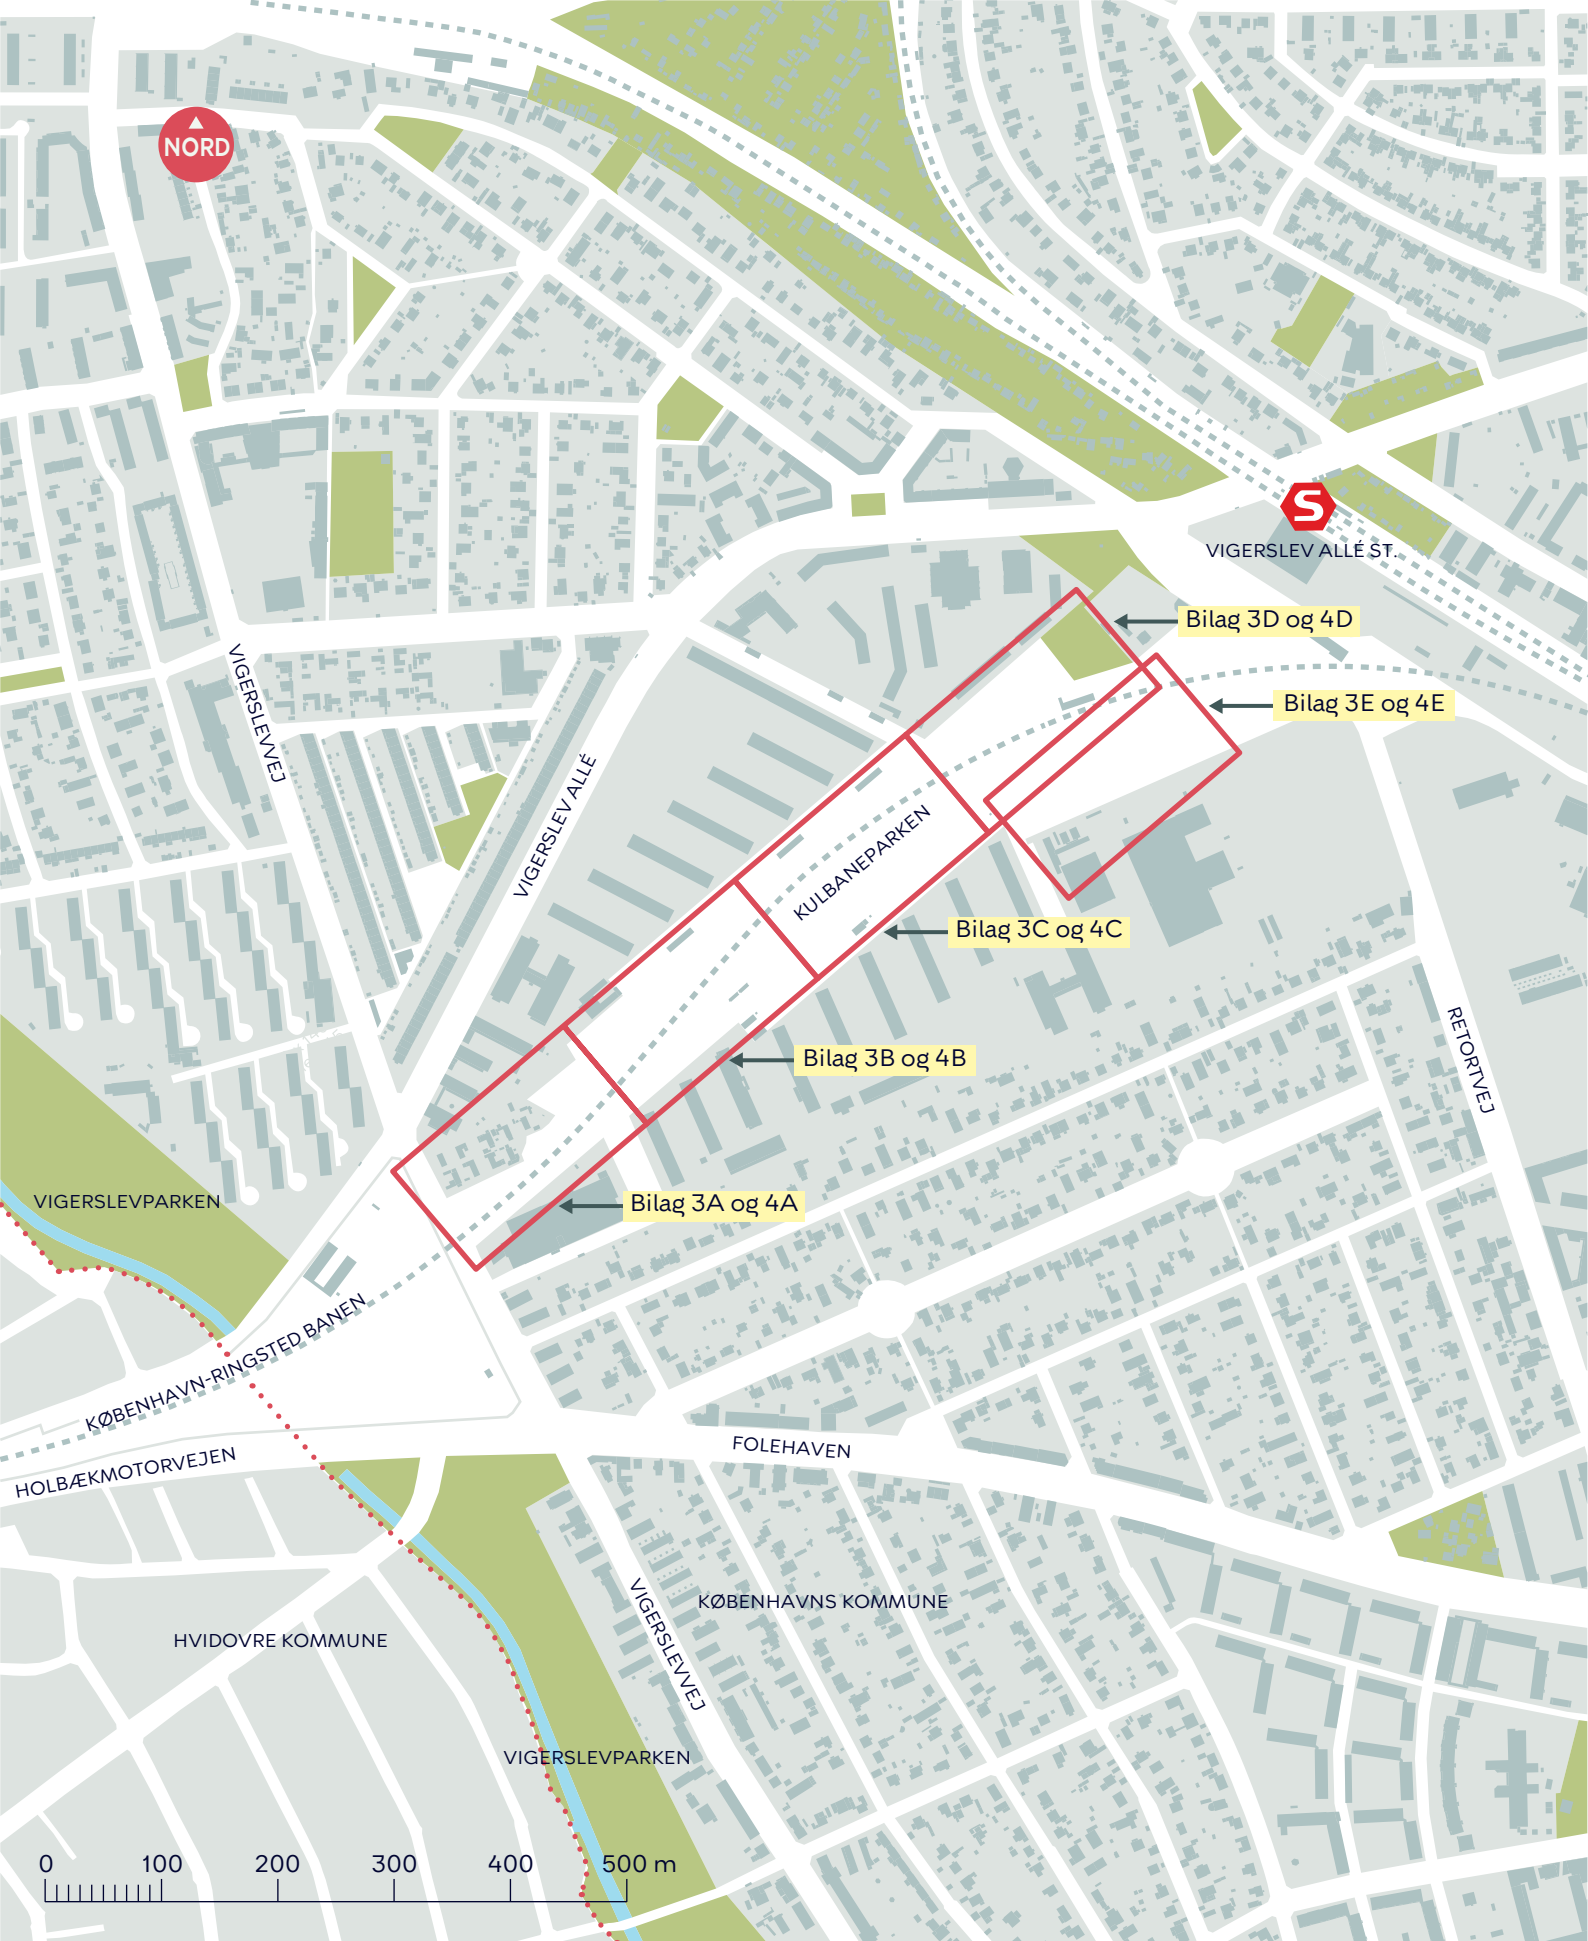 NORD
S
VIGERSLEV ALLÉ ST.
Bilag 3D og 4D
VIGERSLEVVEJ
Bilag 3E og 4E
VIGERSLEV ALLÉ
KULBANEPARKEN
Bilag 3C og 4C
RETORTVEJ
Bilag 3B og 4B
VIGERSLEVPARKEN
Bilag 3A og 4A
KØBENHAVN-RINGSTED BANEN
FOLEHAVEN
HOLBÆKMOTORVEJEN
VIGERSLEVVEJ
KØBENHAVNS KOMMUNE
HVIDOVRE KOMMUNE
VIGERSLEVPARKEN
0 100 200 300 400 500 m